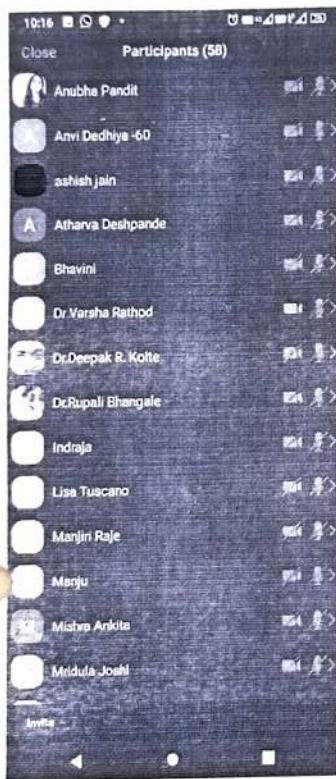 10:16
Close Participants (58)
Anubha Pandit
A Anvi Dedhiya -60
ashish jain
A Atharva Deshpande
Bhavini
Dr.Varsha Rathod
Dr.Deepak R. Kolte
Dr.Rupali Bhangale
Indraja
Lisa Tuscano
Manjiri Raje
Manju
Mishra Ankita
Mridula Joshi
Invite